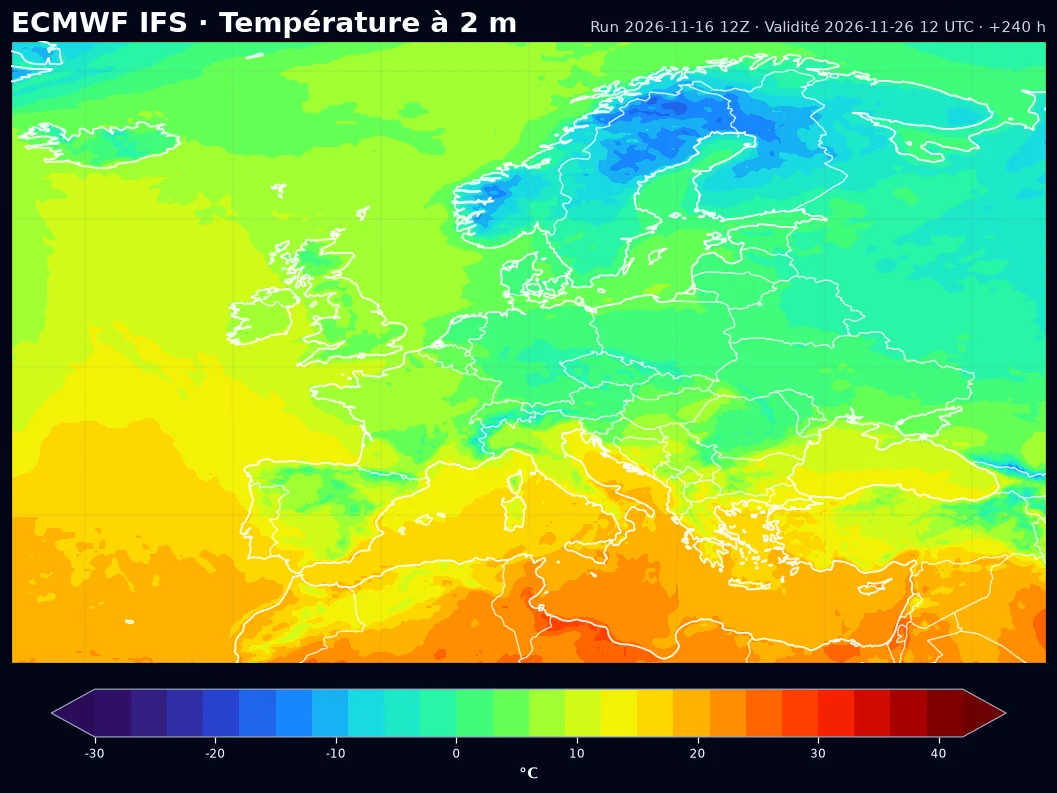 ECMWF IFS · Température à 2 m
Run 2026-11-16 12Z · Validité 2026-11-26 12 UTC · +240 h
-30 -20 -10 0 10 20 30 40
°C